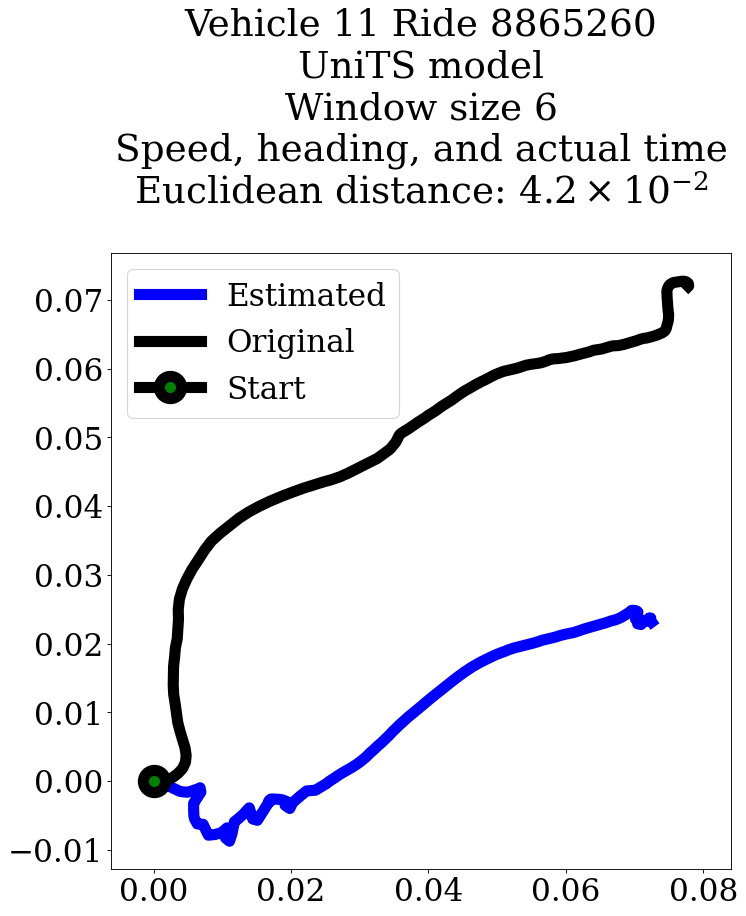 Vehicle 11 Ride 8865260
UniTS model
Window size 6
Speed, heading, and actual time
Euclidean distance: 4.2 × 10⁻²
Estimated
Original
Start
0.07
0.06
0.05
0.04
0.03
0.02
0.01
0.00
−0.01
0.00 0.02 0.04 0.06 0.08